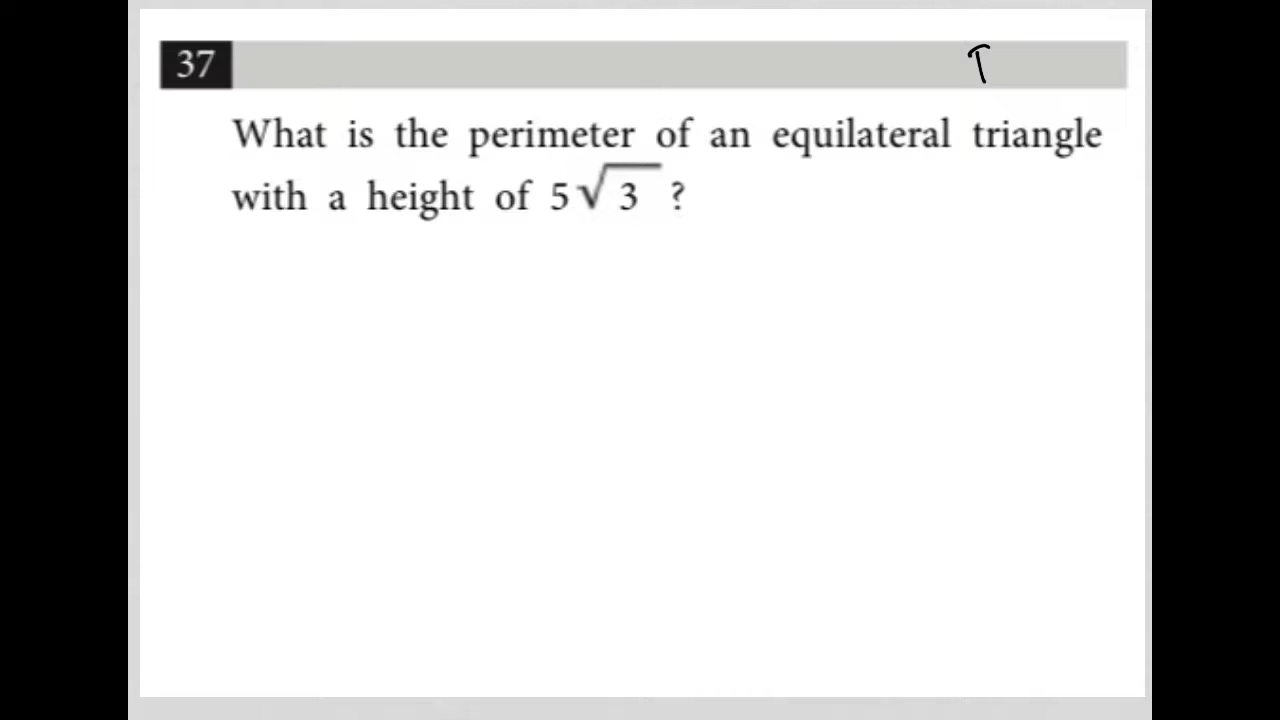 37
What is the perimeter of an equilateral triangle
with a height of 5√3 ?